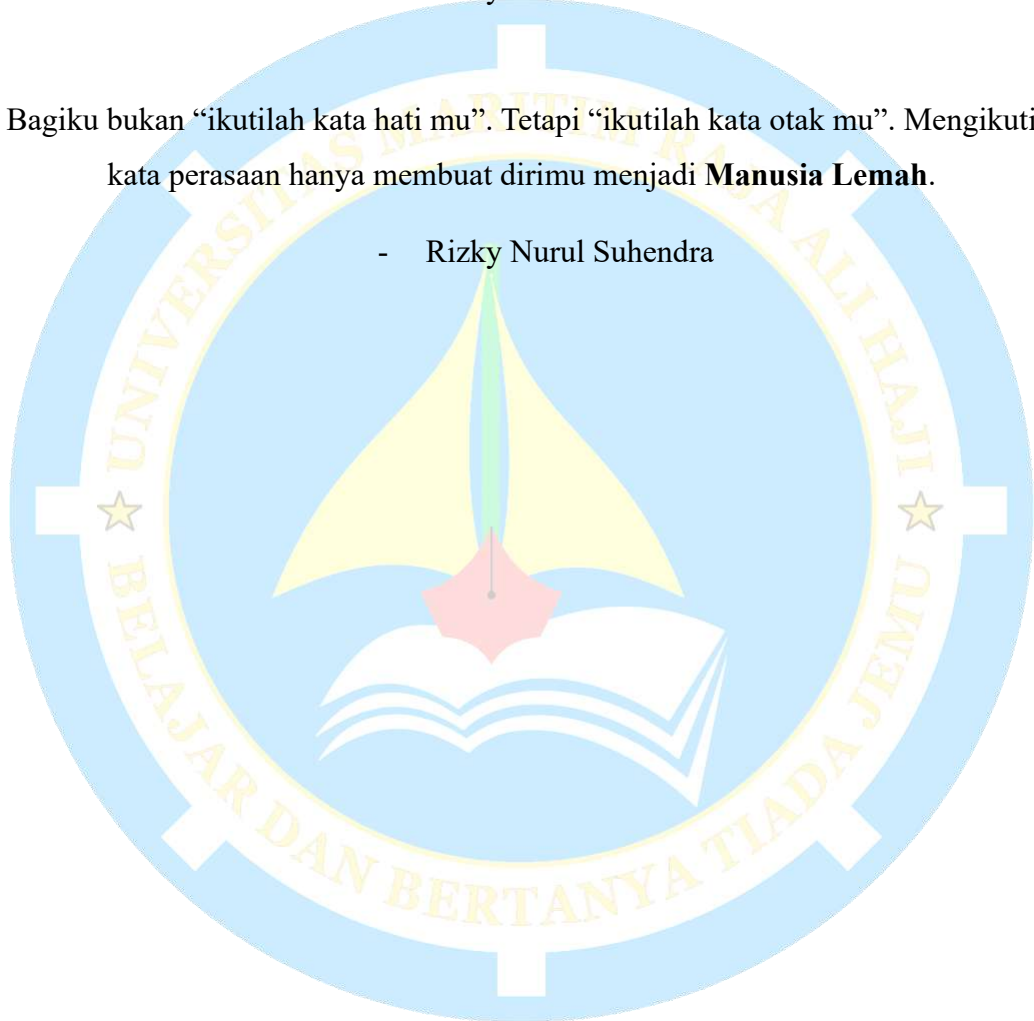 Bagiku bukan “ikutilah kata hati mu”. Tetapi “ikutilah kata otak mu”. Mengikuti
kata perasaan hanya membuat dirimu menjadi Manusia Lemah.
- Rizky Nurul Suhendra
UNIVERSITAS MARITIM RAJA ALI HAJI
BELAJAR DAN BERTANYA TIADA JEMU